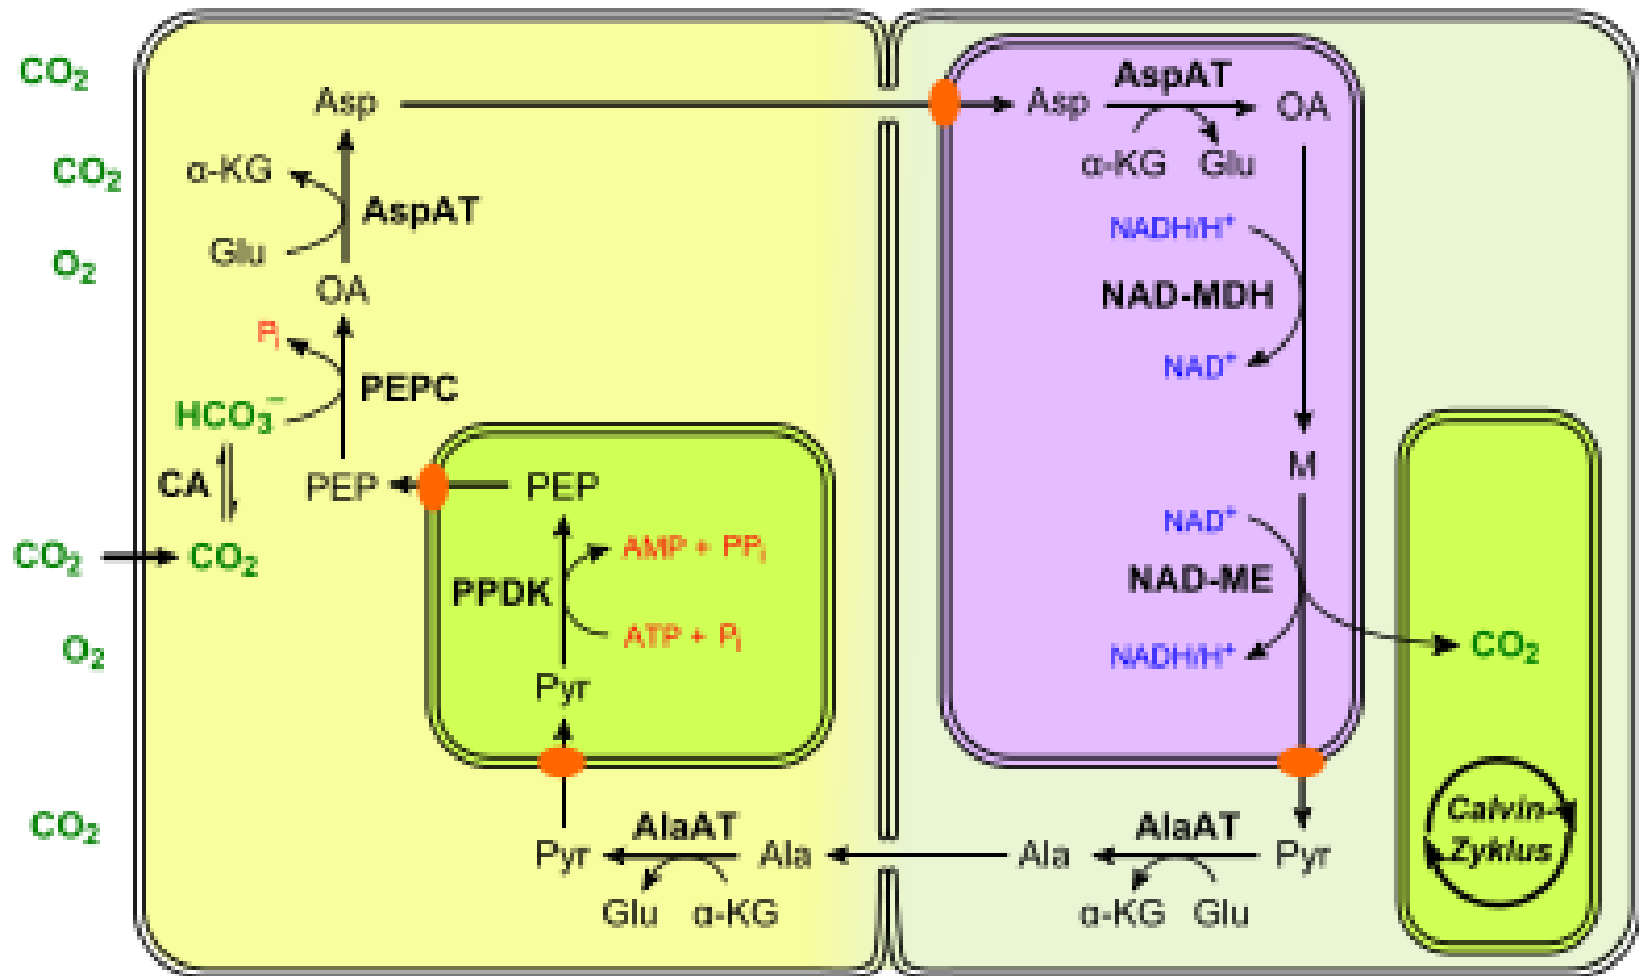 CO₂
CO₂
O₂
CO₂
O₂
CO₂
Asp
α-KG
AspAT
Glu
OA
Pᵢ
PEPC
HCO₃⁻
CA
PEP
CO₂
PEP
AMP + PPᵢ
PPDK
ATP + Pᵢ
Pyr
Pyr
AlaAT
Ala
Glu
α-KG
Asp
AspAT
OA
α-KG
Glu
NADH/H⁺
NAD-MDH
NAD⁺
M
NAD⁺
NAD-ME
NADH/H⁺
CO₂
Ala
AlaAT
Pyr
α-KG
Glu
Calvin-
Zyklus